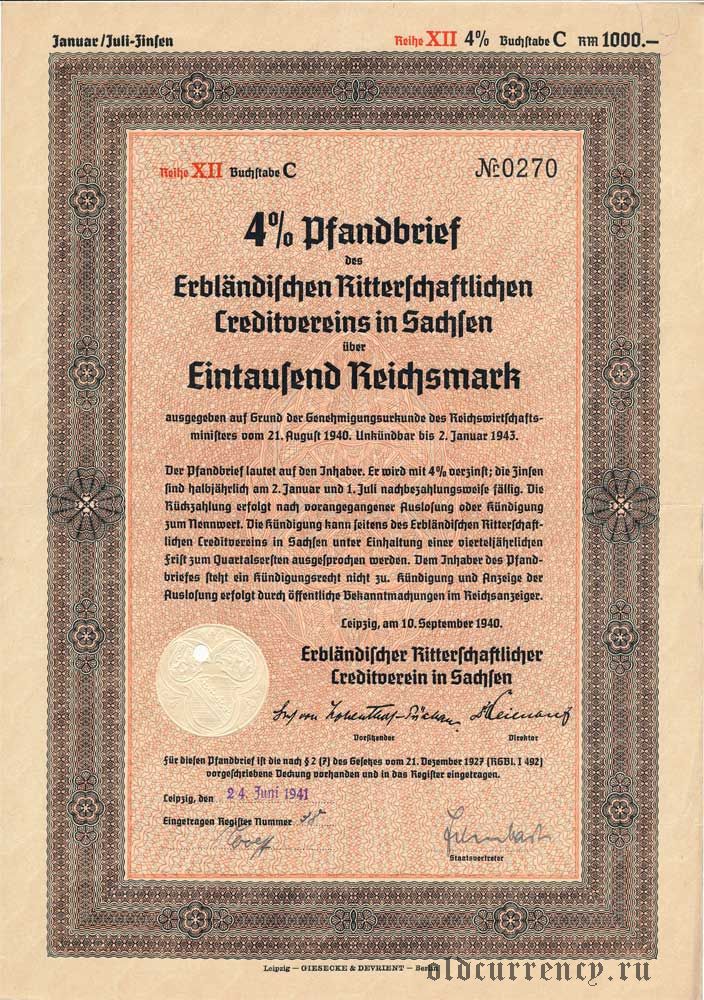 Januar/Juli-Zinsen Reihe XII 4% Buchstabe C RM 1000.—
Reihe XII Buchstabe C № 0270
4% Pfandbrief
des
Erbländischen Ritterschaftlichen
Creditvereins in Sachsen
über
Eintausend Reichsmark
ausgegeben auf Grund der Genehmigungsurkunde des Reichswirtschafts-
ministers vom 21. August 1940. Unkündbar bis 2. Januar 1943.
Der Pfandbrief lautet auf den Inhaber. Er wird mit 4% verzinst; die Zinsen
sind halbjährlich am 2. Januar und 1. Juli nachbezahlungsweise fällig. Die
Rückzahlung erfolgt nach vorangegangener Auslosung oder Kündigung
zum Nennwert. Die Kündigung kann seitens des Erbländischen Ritterschaft-
lichen Creditvereins in Sachsen unter Einhaltung einer vierteljährlichen
Frist zum Quartalsersten ausgesprochen werden. Dem Inhaber des Pfand-
briefes steht ein Kündigungsrecht nicht zu. Kündigung und Anzeige der
Auslosung erfolgt durch öffentliche Bekanntmachungen im Reichsanzeiger.
Leipzig, am 10. September 1940.
Erbländischer Ritterschaftlicher
Creditverein in Sachsen
Vorsitzender Direktor
Für diesen Pfandbrief ist die nach § 2 (7) des Gesetzes vom 21. Dezember 1927 (RGBl. I 492)
vorgeschriebene Deckung vorhanden und in das Register eingetragen.
Leipzig, den 24. Juni 1941
Eingetragen Register Nummer
Staatsvertreter
Leipzig — GIESECKE & DEVRIENT — Berlin
oldcurrency.ru